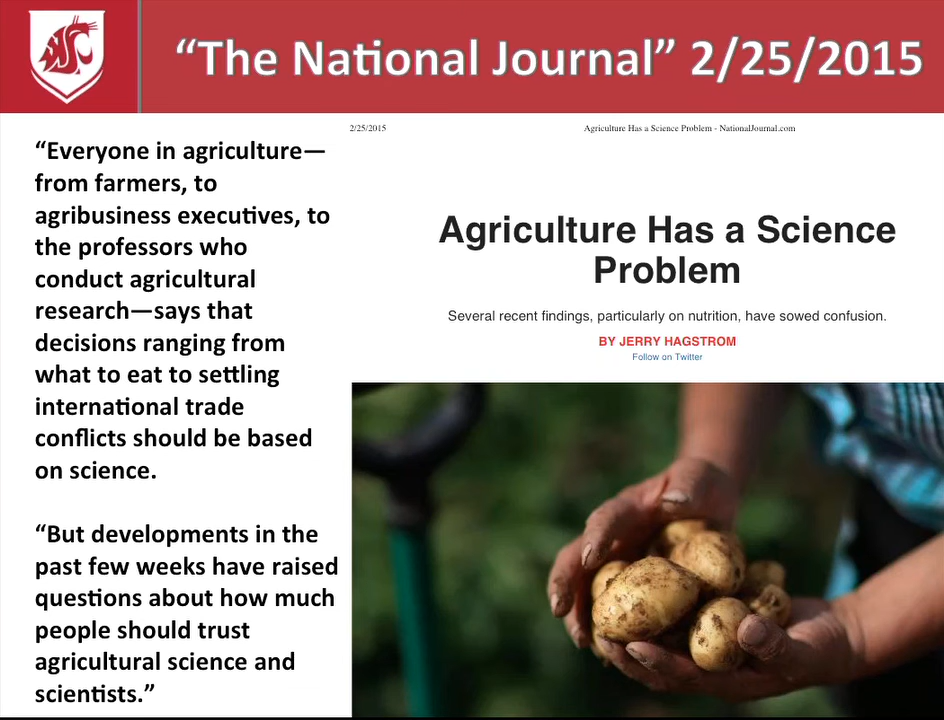 “The National Journal” 2/25/2015
“Everyone in agriculture—
from farmers, to
agribusiness executives, to
the professors who
conduct agricultural
research—says that
decisions ranging from
what to eat to settling
international trade
conflicts should be based
on science.
“But developments in the
past few weeks have raised
questions about how much
people should trust
agricultural science and
scientists.”
2/25/2015
Agriculture Has a Science Problem - NationalJournal.com
Agriculture Has a Science
Problem
Several recent findings, particularly on nutrition, have sowed confusion.
BY JERRY HAGSTROM
Follow on Twitter